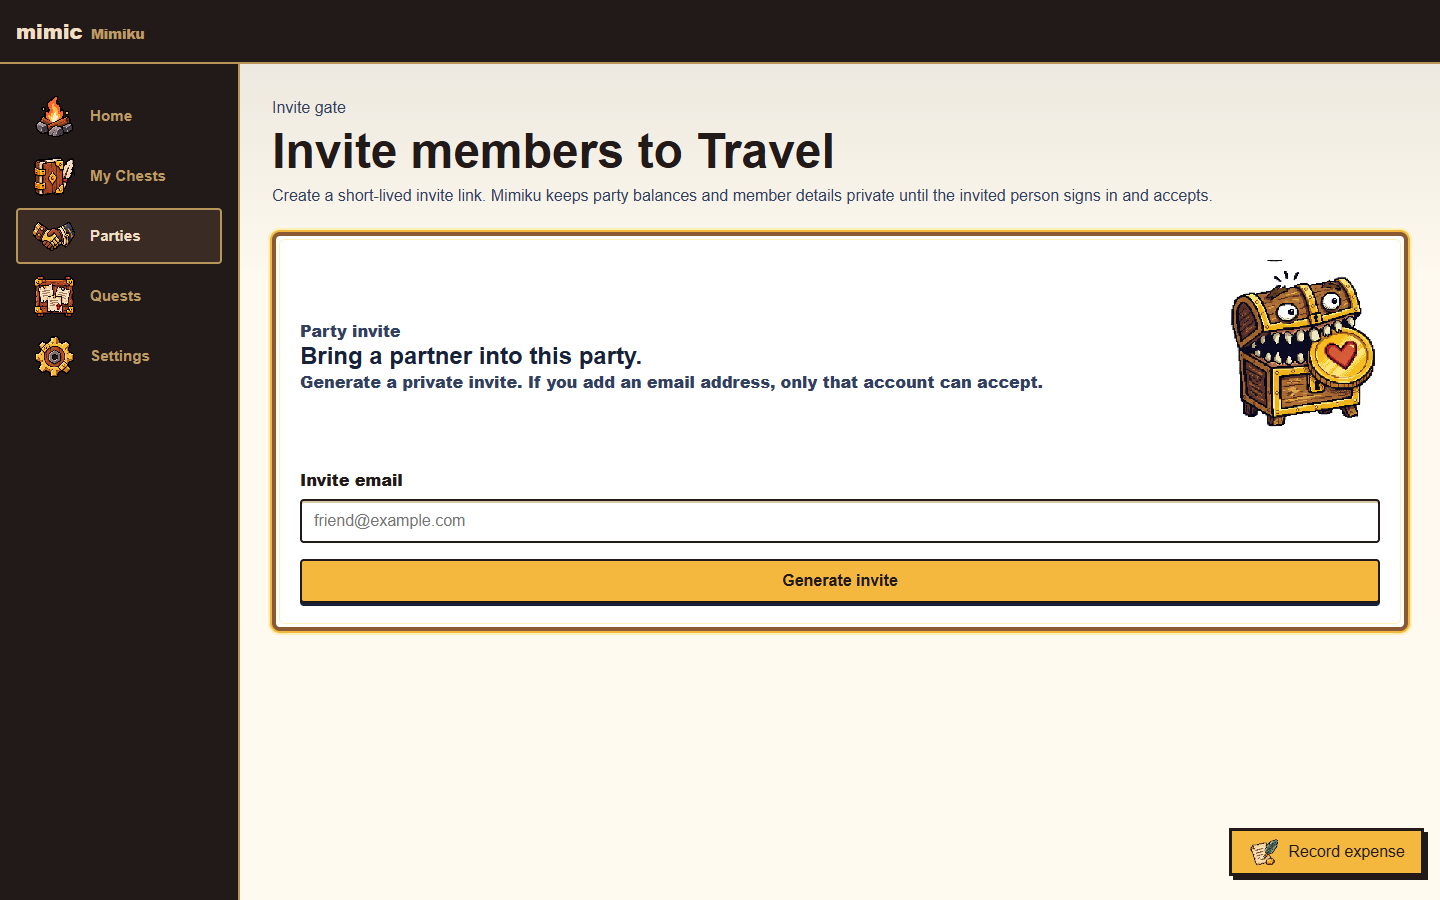 mimic Mimiku
Home
My Chests
Parties
Quests
Settings
Invite gate
Invite members to Travel
Create a short-lived invite link. Mimiku keeps party balances and member details private until the invited person signs in and accepts.
Party invite
Bring a partner into this party.
Generate a private invite. If you add an email address, only that account can accept.
Invite email
friend@example.com
Generate invite
Record expense